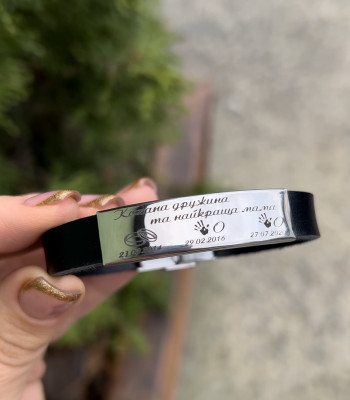 Кохана дружина
та найкраща мама
О О
29.02.2016